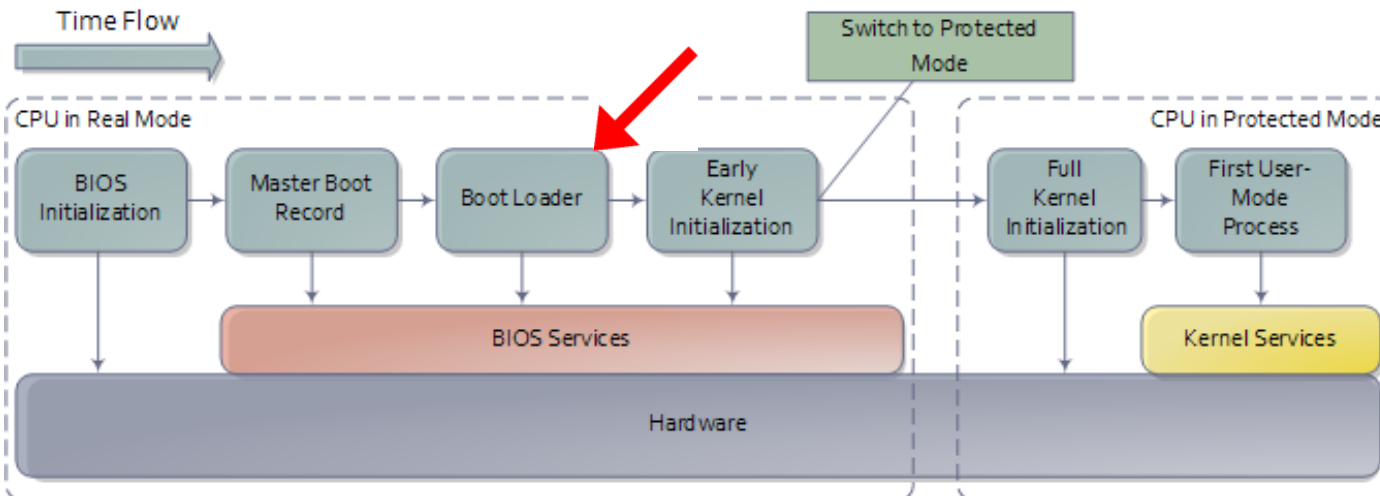 Time Flow
Switch to Protected
Mode
CPU in Real Mode
CPU in Protected Mode
BIOS
Initialization
Master Boot
Record
Boot Loader
Early
Kernel
Initialization
Full
Kernel
Initialization
First User-
Mode
Process
BIOS Services
Kernel Services
Hardware